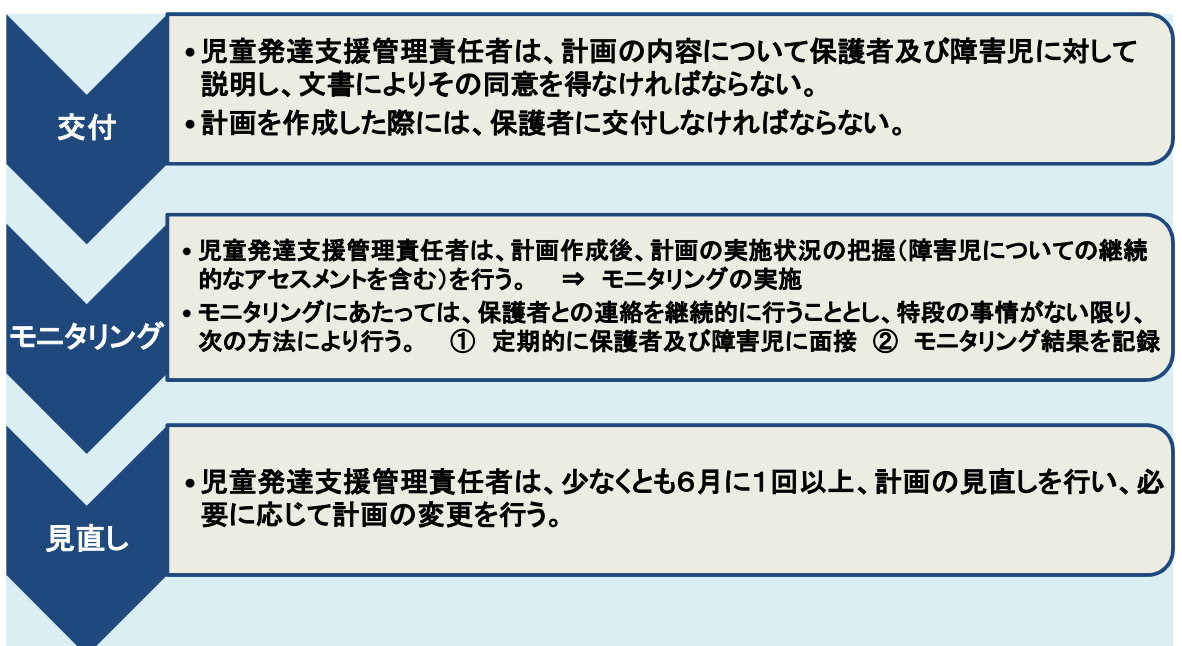 交付
•児童発達支援管理責任者は、計画の内容について保護者及び障害児に対して
説明し、文書によりその同意を得なければならない。
•計画を作成した際には、保護者に交付しなければならない。
モニタリング
•児童発達支援管理責任者は、計画作成後、計画の実施状況の把握(障害児についての継続
的なアセスメントを含む)を行う。　⇒　モニタリングの実施
•モニタリングにあたっては、保護者との連絡を継続的に行うこととし、特段の事情がない限り、
次の方法により行う。　①　定期的に保護者及び障害児に面接　②　モニタリング結果を記録
見直し
•児童発達支援管理責任者は、少なくとも６月に１回以上、計画の見直しを行い、必
要に応じて計画の変更を行う。